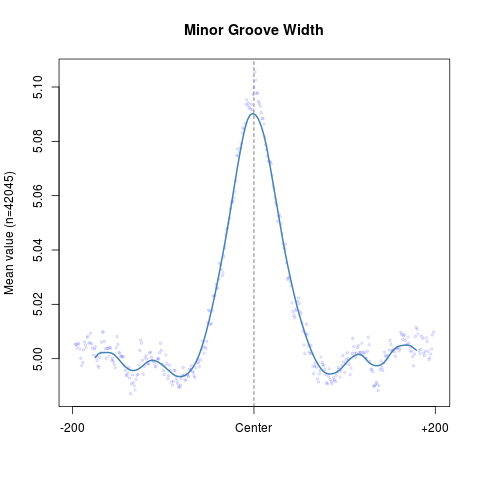 Minor Groove Width
Mean value (n=42045)
5.10
5.08
5.06
5.04
5.02
5.00
-200
Center
+200